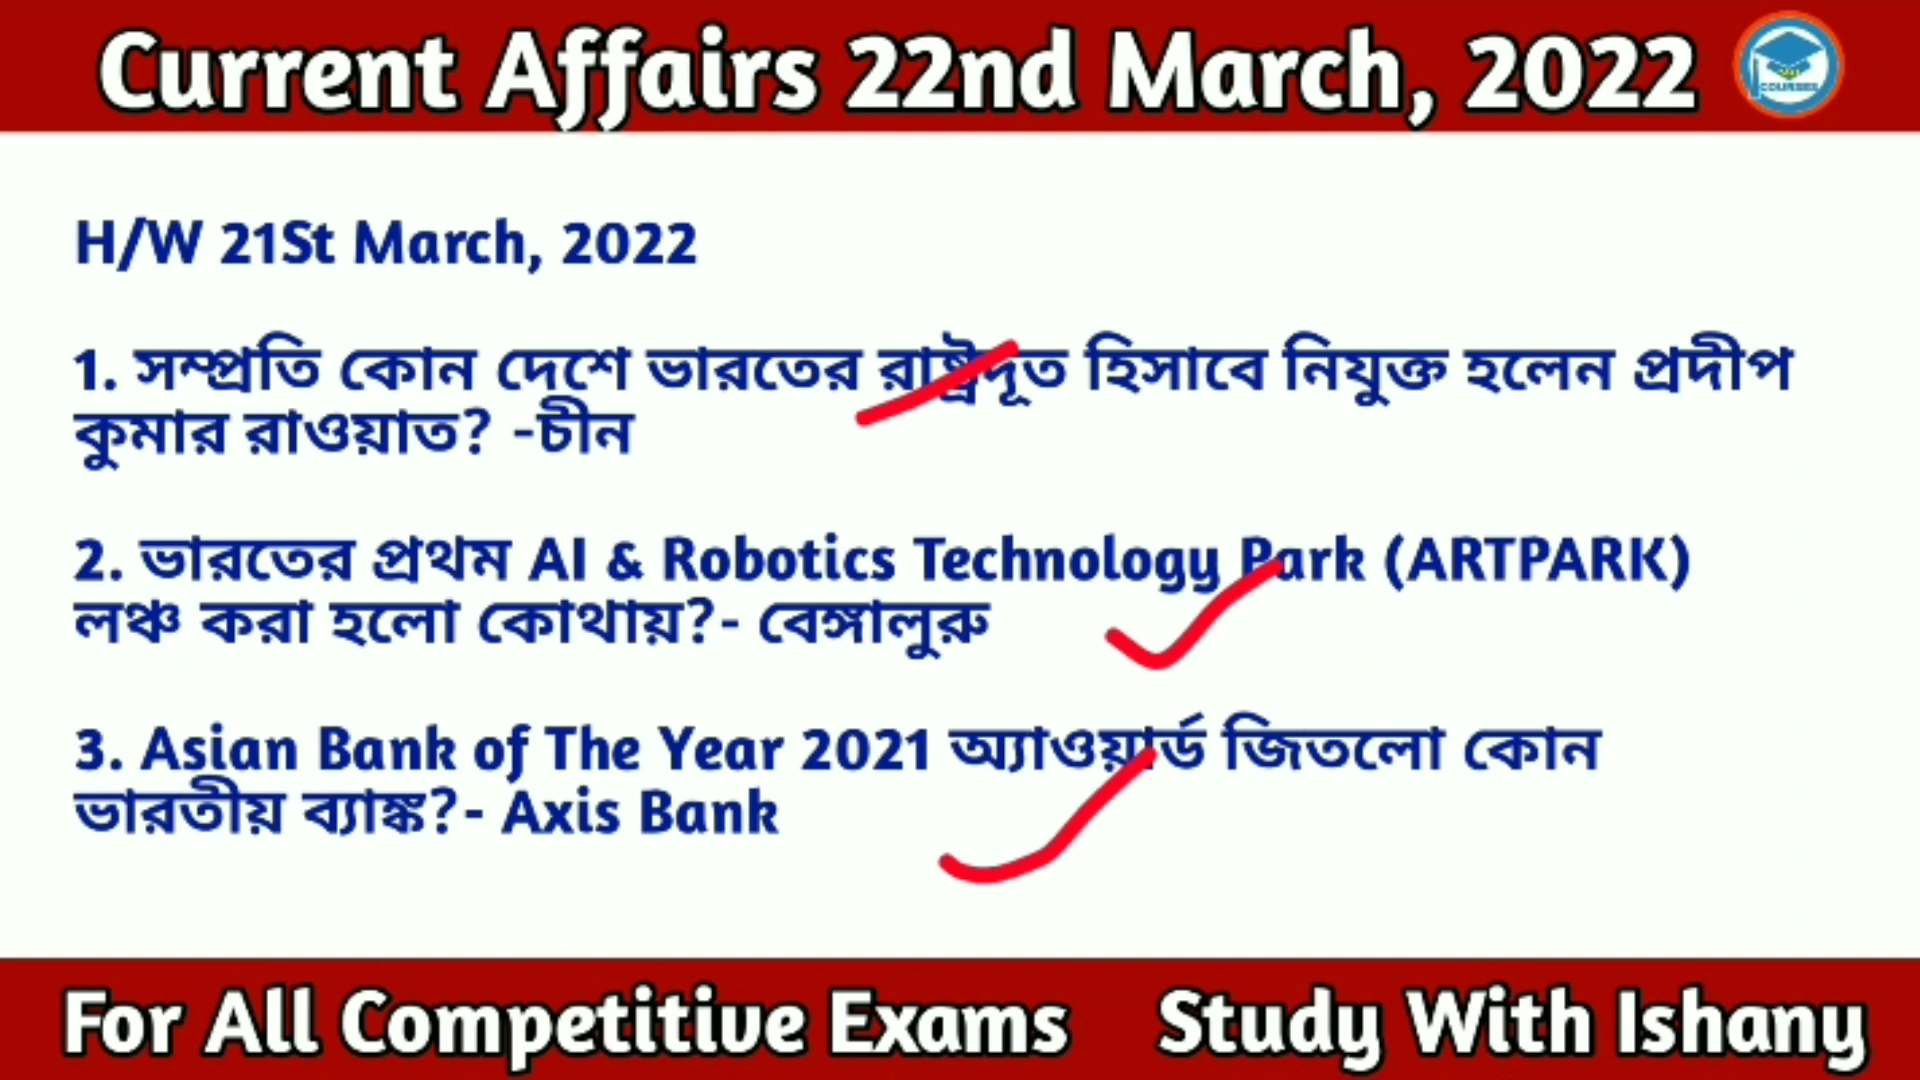 Current Affairs 22nd March, 2022
COURSES
H/W 21St March, 2022
1. সম্প্রতি কোন দেশে ভারতের রাষ্ট্রদূত হিসাবে নিযুক্ত হলেন প্রদীপ
কুমার রাওয়াত? -চীন
2. ভারতের প্রথম AI & Robotics Technology Park (ARTPARK)
লঞ্চ করা হলো কোথায়?- বেঙ্গালুরু
3. Asian Bank of The Year 2021 অ্যাওয়ার্ড জিতলো কোন
ভারতীয় ব্যাঙ্ক?- Axis Bank
For All Competitive Exams Study With Ishany